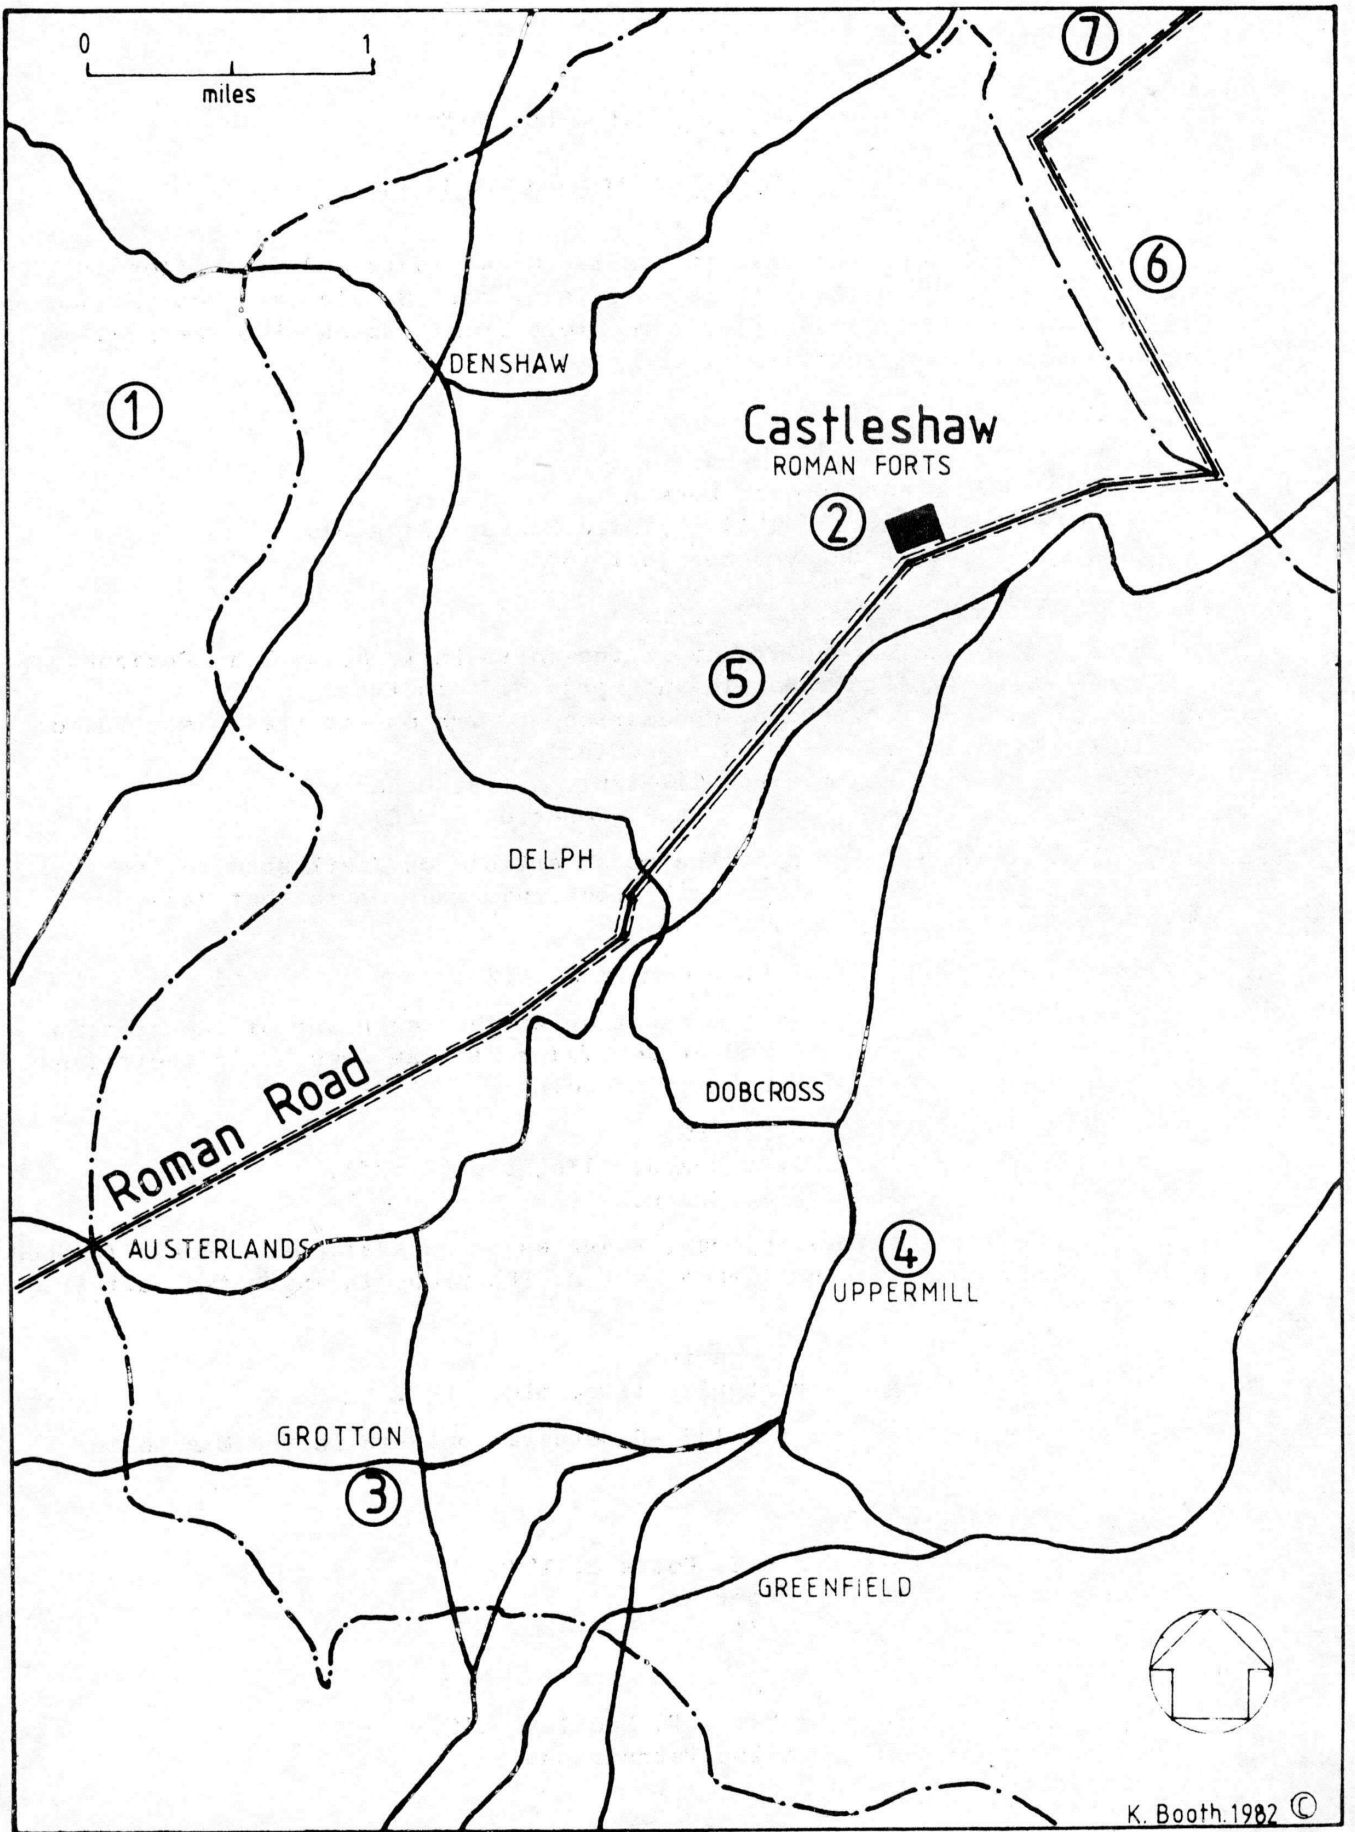 0 1
miles
7
6
DENSHAW
1
Castleshaw
ROMAN FORTS
2
5
DELPH
Roman Road
DOBCROSS
AUSTERLANDS
4
UPPERMILL
GROTTON
3
GREENFIELD
K. Booth. 1982 ©